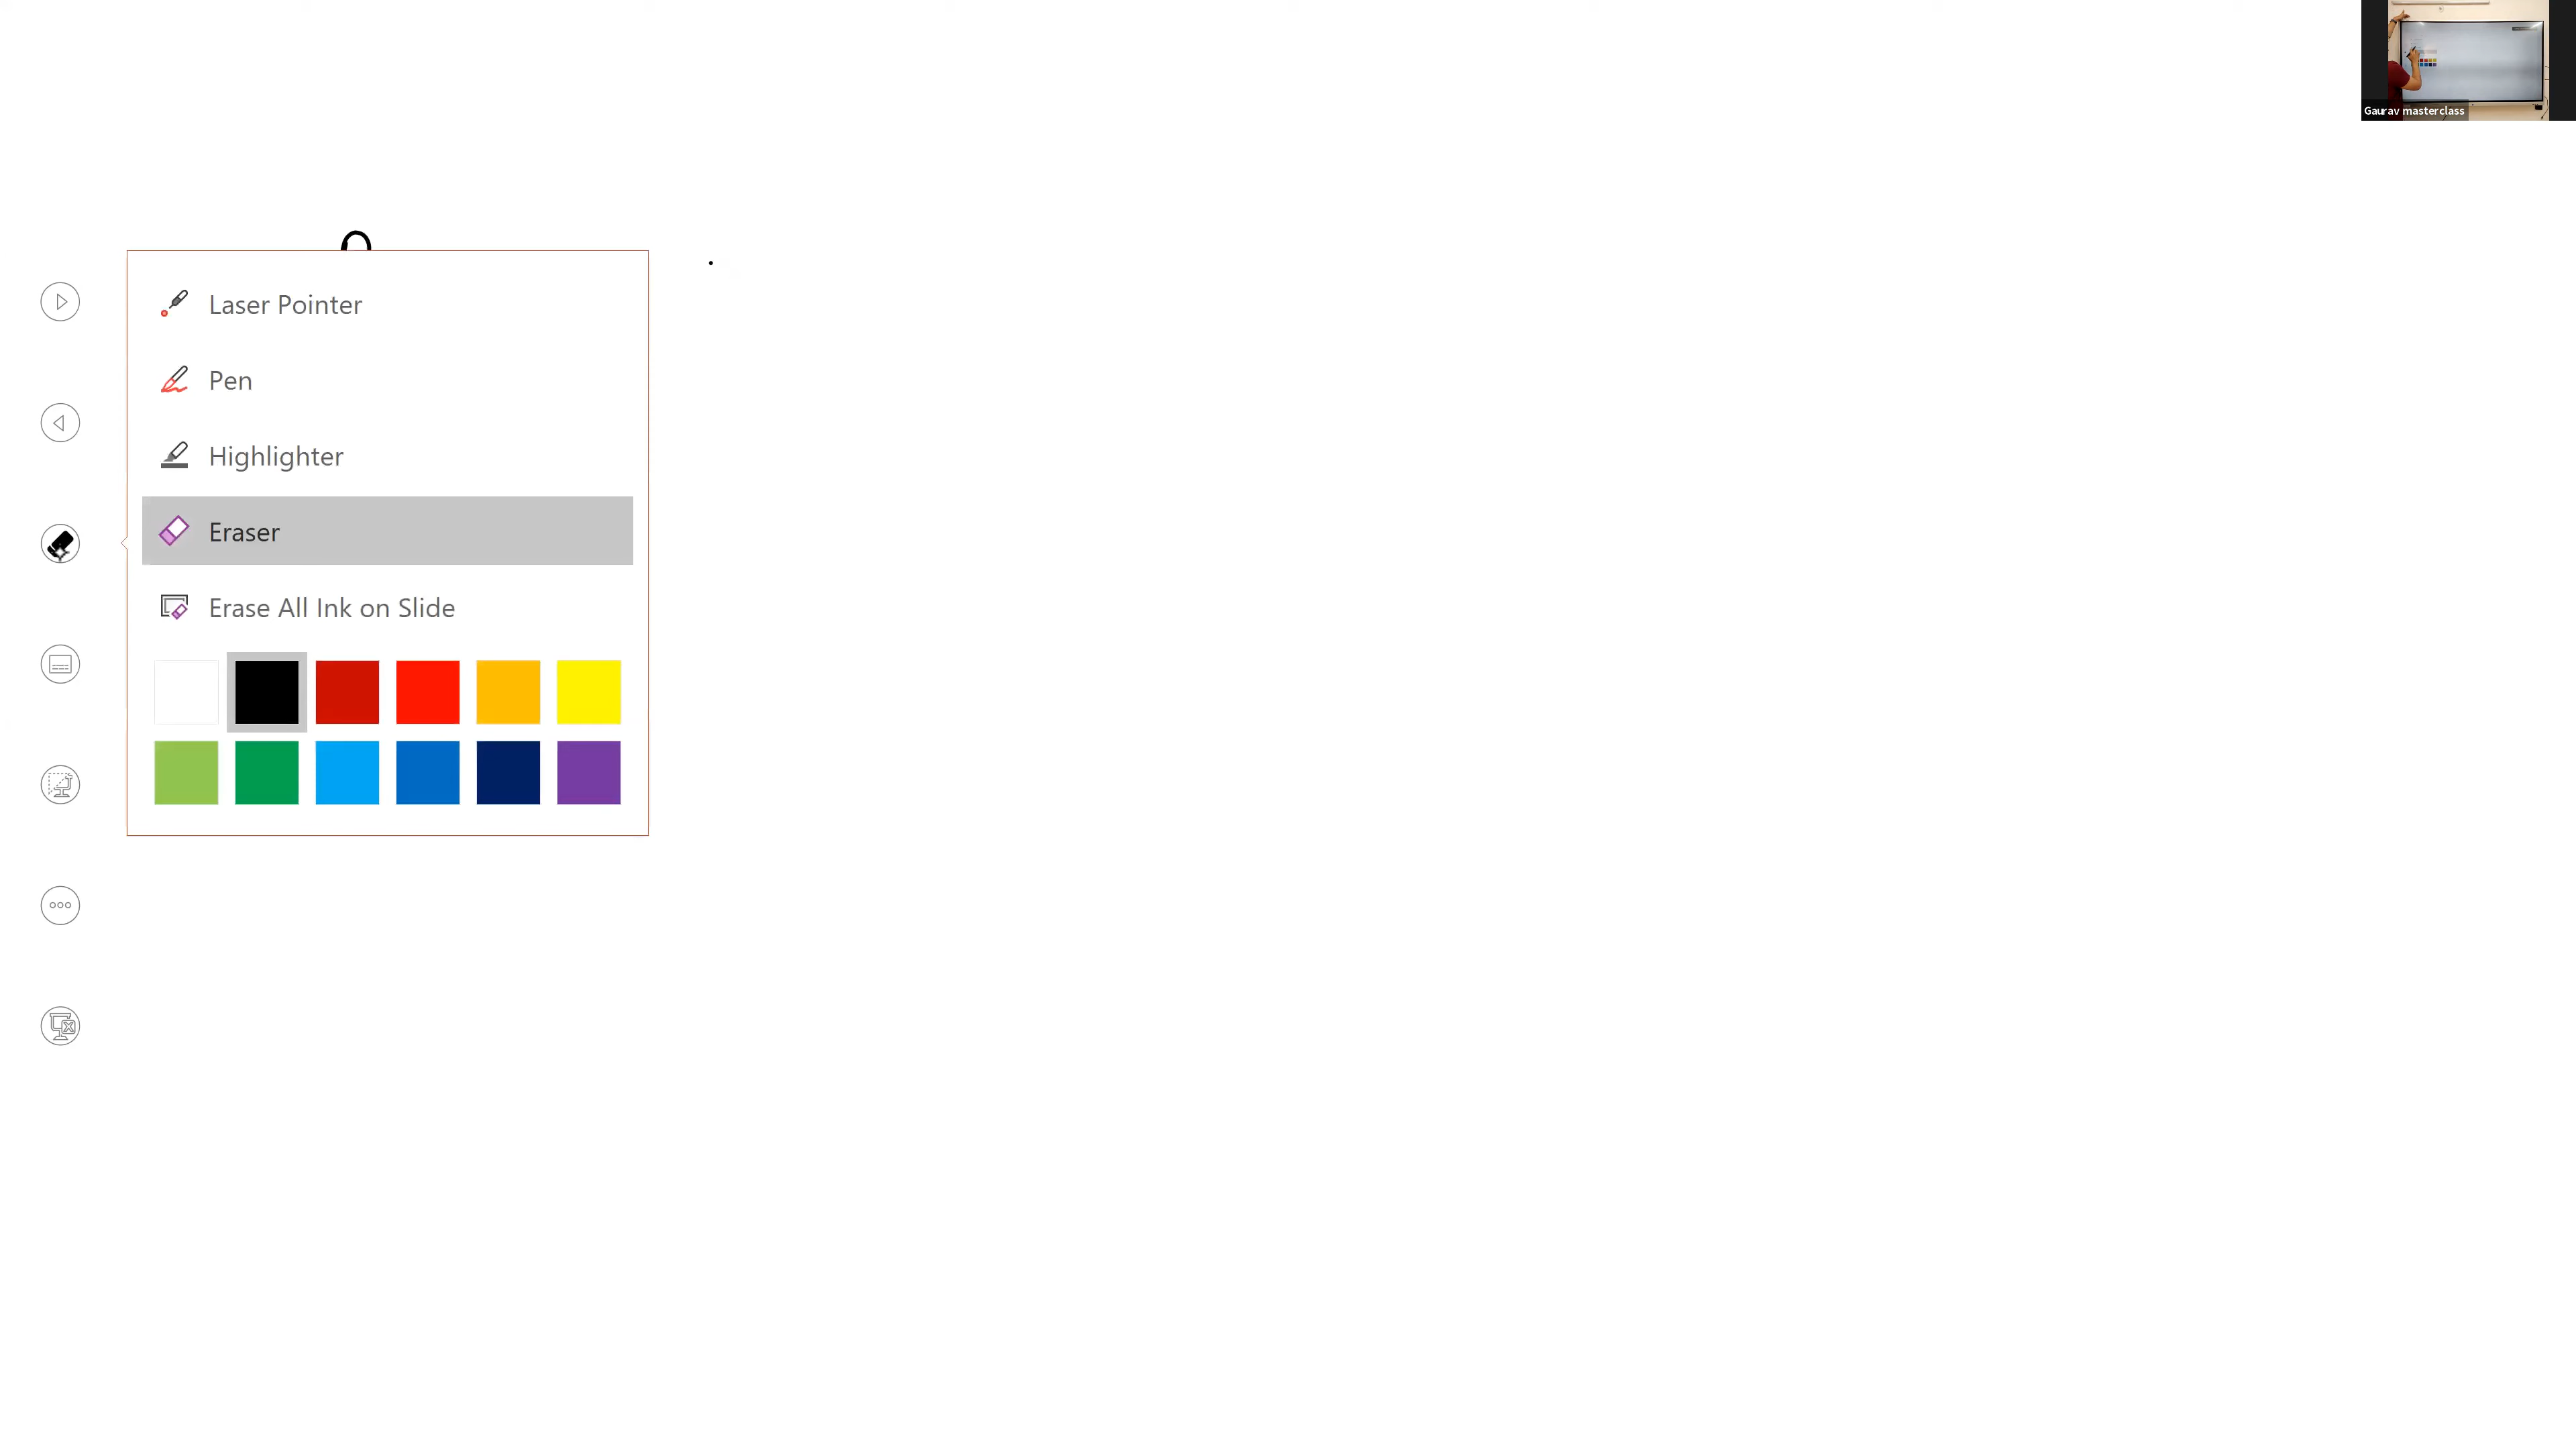 Gaurav masterclass
Laser Pointer
Pen
Highlighter
Eraser
Erase All Ink on Slide